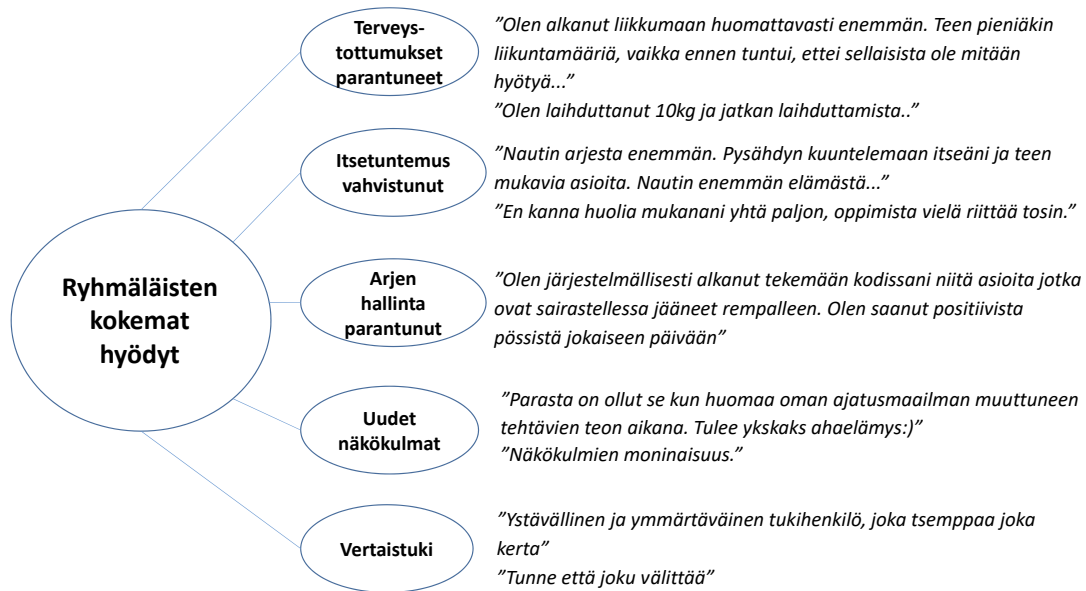 Ryhmäläisten
kokemat
hyödyt
Terveys-
tottumukset
parantuneet
”Olen alkanut liikkumaan huomattavasti enemmän. Teen pieniäkin
liikuntamääriä, vaikka ennen tuntui, ettei sellaisista ole mitään
hyötyä...”
”Olen laihduttanut 10kg ja jatkan laihduttamista..”
Itsetuntemus
vahvistunut
”Nautin arjesta enemmän. Pysähdyn kuuntelemaan itseäni ja teen
mukavia asioita. Nautin enemmän elämästä...”
”En kanna huolia mukanani yhtä paljon, oppimista vielä riittää tosin.”
Arjen
hallinta
parantunut
”Olen järjestelmällisesti alkanut tekemään kodissani niitä asioita jotka
ovat sairastellessa jääneet rempalleen. Olen saanut positiivista
pössistä jokaiseen päivään”
Uudet
näkökulmat
”Parasta on ollut se kun huomaa oman ajatusmaailman muuttuneen
tehtävien teon aikana. Tulee ykskaks ahaelämys:)”
”Näkökulmien moninaisuus.”
Vertaistuki
”Ystävällinen ja ymmärtäväinen tukihenkilö, joka tsemppaa joka
kerta”
”Tunne että joku välittää”